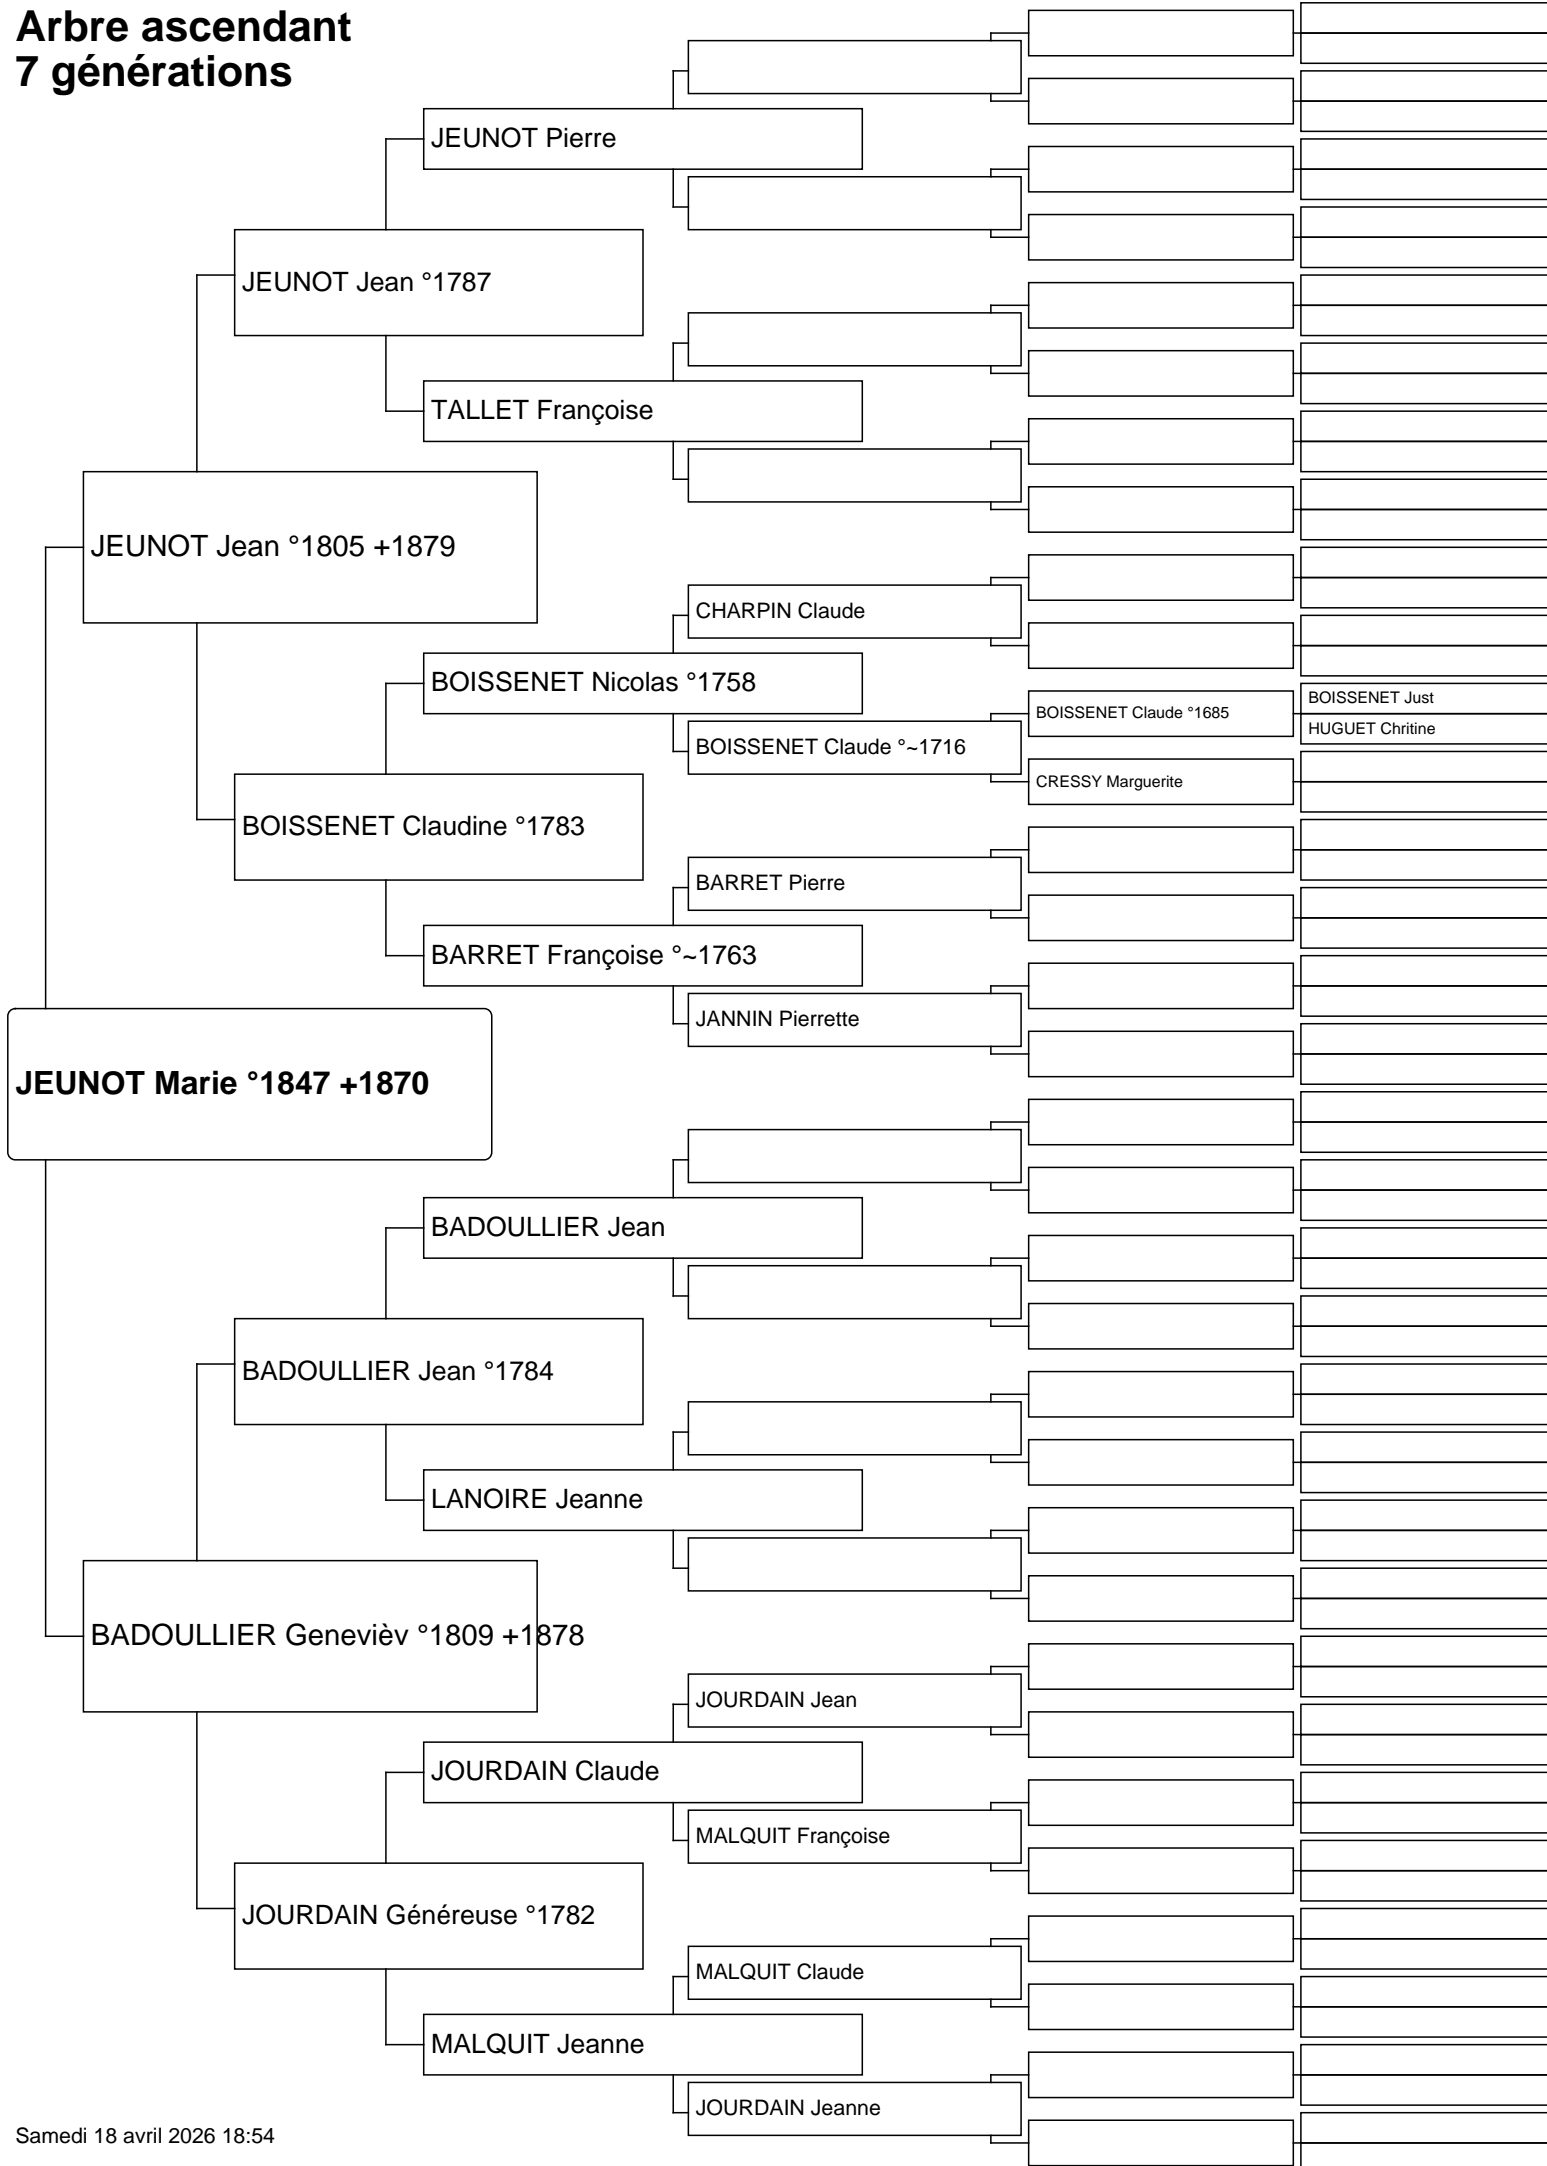 Arbre ascendant
7 générations
JEUNOT Pierre
JEUNOT Jean °1787
TALLET Françoise
JEUNOT Jean °1805 +1879
CHARPIN Claude
BOISSENET Nicolas °1758
BOISSENET Just
BOISSENET Claude °1685
HUGUET Chritine
BOISSENET Claude °~1716
CRESSY Marguerite
BOISSENET Claudine °1783
BARRET Pierre
BARRET Françoise °~1763
JANNIN Pierrette
JEUNOT Marie °1847 +1870
BADOULLIER Jean
BADOULLIER Jean °1784
LANOIRE Jeanne
BADOULLIER Genevièv °1809 +1878
JOURDAIN Jean
JOURDAIN Claude
MALQUIT Françoise
JOURDAIN Généreuse °1782
MALQUIT Claude
MALQUIT Jeanne
JOURDAIN Jeanne
Samedi 18 avril 2026 18:54